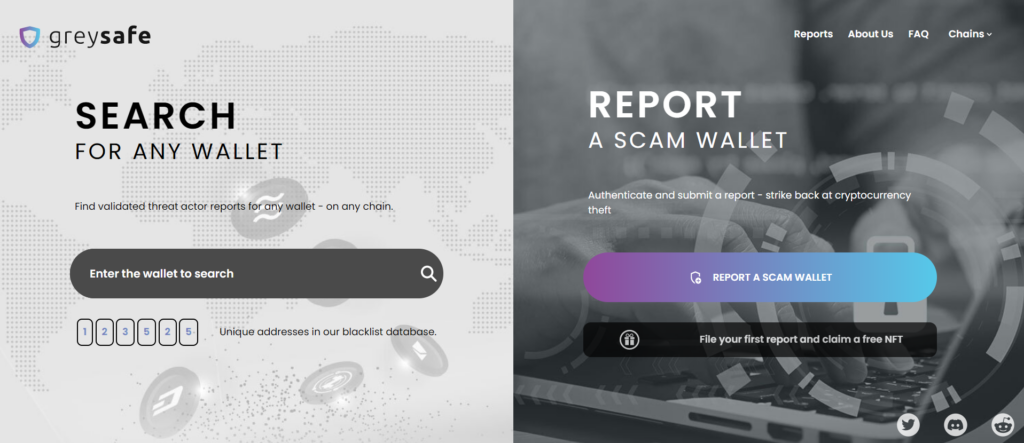 greysafe
SEARCH
FOR ANY WALLET
Find validated threat actor reports for any wallet - on any chain.
Enter the wallet to search
1 2 3 5 2 5
Unique addresses in our blacklist database.
Reports About Us FAQ Chains
REPORT
A SCAM WALLET
Authenticate and submit a report - strike back at cryptocurrency
theft
REPORT A SCAM WALLET
File your first report and claim a free NFT